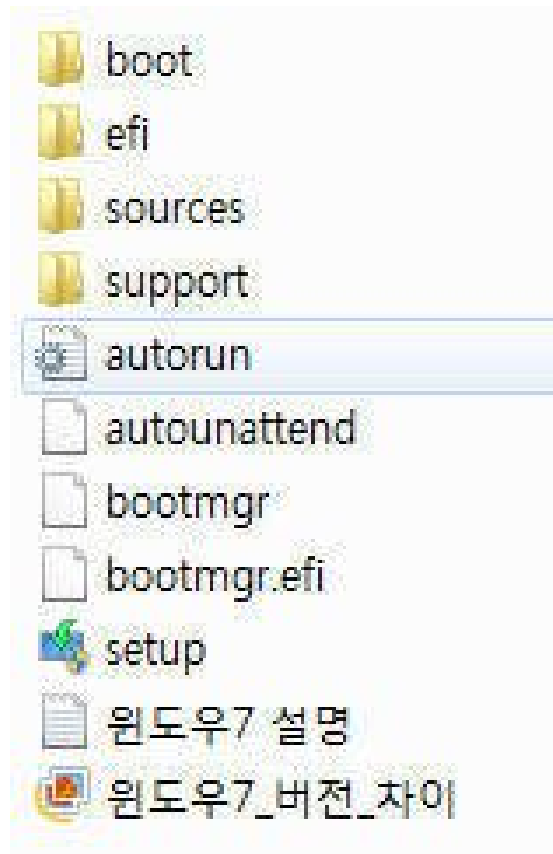 boot
efi
sources
support
autorun
autounattend
bootmgr
bootmgr.efi
setup
윈도우7 설명
윈도우7_버전_차이